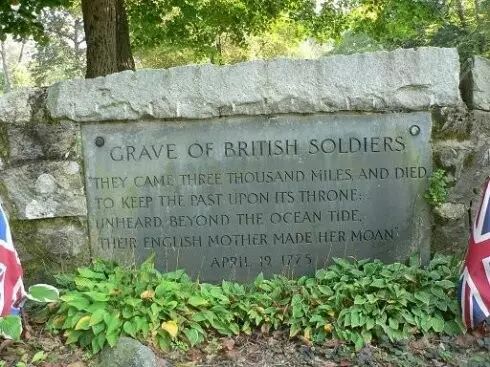 GRAVE OF BRITISH SOLDIERS
"THEY CAME THREE THOUSAND MILES, AND DIED,
TO KEEP THE PAST UPON ITS THRONE;
UNHEARD, BEYOND THE OCEAN TIDE,
THEIR ENGLISH MOTHER MADE HER MOAN."
APRIL 19, 1775